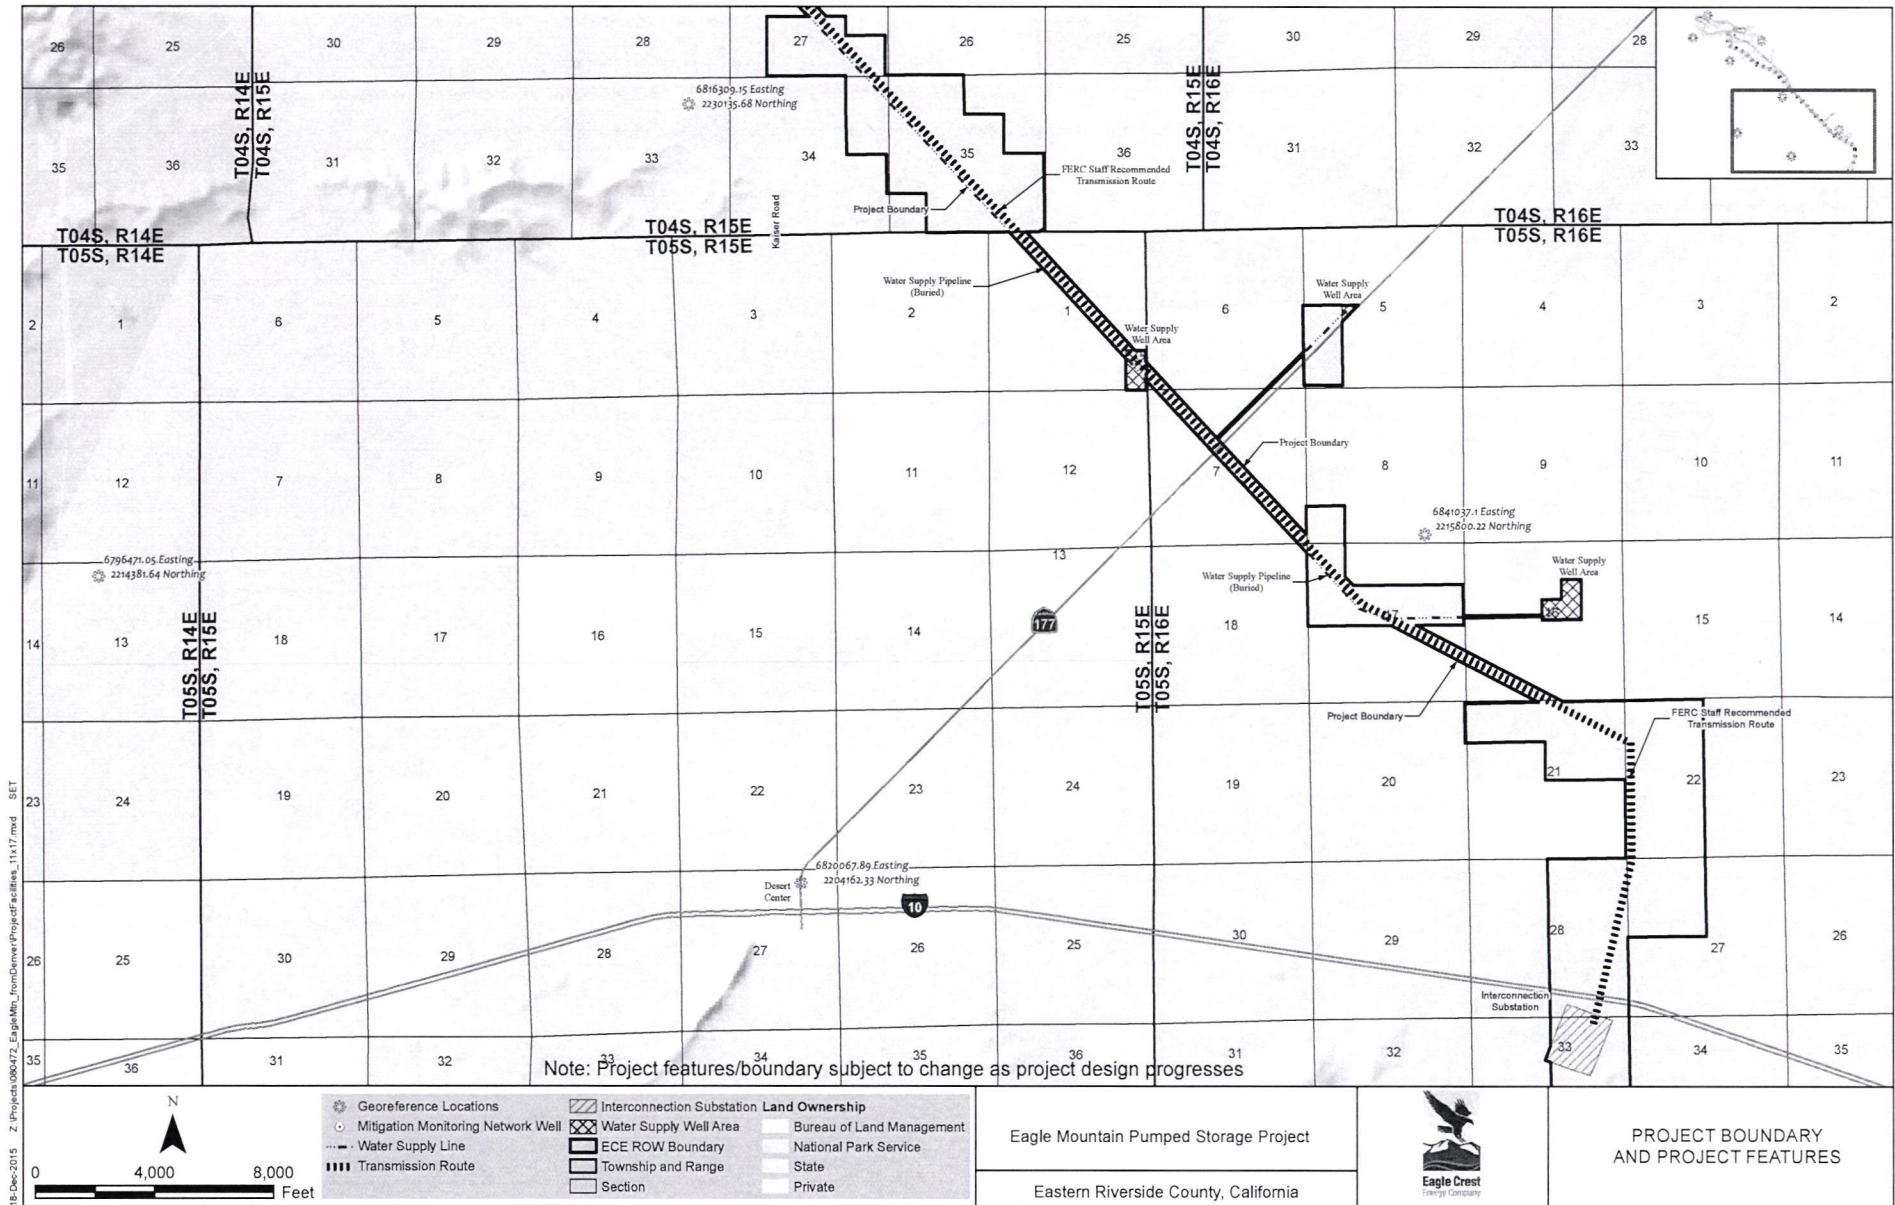 26 25 30 29 28 27 26 25 30 29 28
T04S, R14E
T04S, R15E
T04S, R15E
T04S, R16E
6816309.15 Easting
2230135.68 Northing
35 36 31 32 33 34 35 36 31 32 33
FERC Staff Recommended
Transmission Route
Project Boundary
Kaiser Road
T04S, R14E
T05S, R14E
T04S, R15E
T05S, R15E
T04S, R16E
T05S, R16E
Water Supply Pipeline
(Buried)
Water Supply
Well Area
Water Supply
Well Area
2 1 6 5 4 3 2 1 6 5 4 3 2
Project Boundary
11 12 7 8 9 10 11 12 7 8 9 10 11
6841037.1 Easting
2215800.22 Northing
6796471.05 Easting
2214381.64 Northing
Water Supply Pipeline
(Buried)
Water Supply
Well Area
T05S, R14E
T05S, R15E
T05S, R15E
T05S, R16E
14 13 18 17 16 15 14 13 18 17 16 15 14
177
Project Boundary
FERC Staff Recommended
Transmission Route
23 24 19 20 21 22 23 24 19 20 21 22 23
6820067.89 Easting
2204162.33 Northing
Desert
Center
10
26 25 30 29 28 27 26 25 30 29 28 27 26
Interconnection
Substation
35 36 31 32 33 34 35 36 31 32 33 34 35
Note: Project features/boundary subject to change as project design progresses
18-Dec-2015 Z:\Projects\080472_EagleMtn_fromDenver\ProjectFacilities_11x17.mxd SET
N
0 4,000 8,000
Feet
Georeference Locations
Mitigation Monitoring Network Well
Water Supply Line
Transmission Route
Interconnection Substation
Water Supply Well Area
ECE ROW Boundary
Township and Range
Section
Land Ownership
Bureau of Land Management
National Park Service
State
Private
Eagle Mountain Pumped Storage Project
Eastern Riverside County, California
Eagle Crest
Energy Company
PROJECT BOUNDARY
AND PROJECT FEATURES